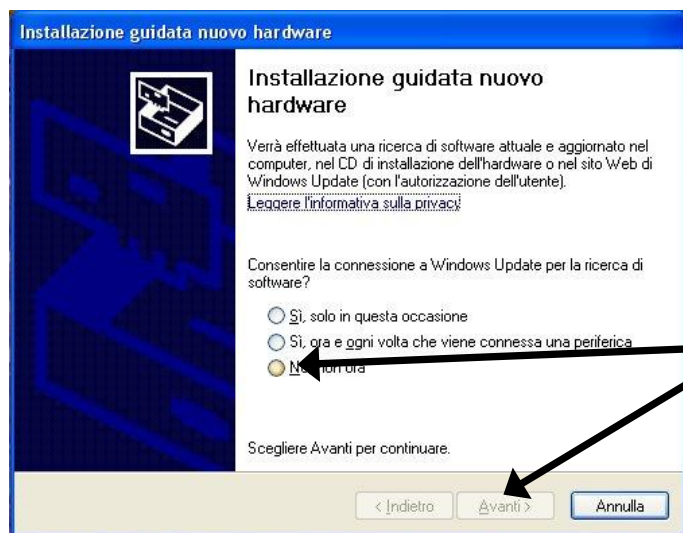 Installazione guidata nuovo hardware
Installazione guidata nuovo
hardware
Verrà effettuata una ricerca di software attuale e aggiornato nel
computer, nel CD di installazione dell'hardware o nel sito Web di
Windows Update (con l'autorizzazione dell'utente).
Leggere l'informativa sulla privacy
Consentire la connessione a Windows Update per la ricerca di
software?
Sì, solo in questa occasione
Sì, ora e ogni volta che viene connessa una periferica
non ora
Scegliere Avanti per continuare.
< Indietro
Avanti >
Annulla